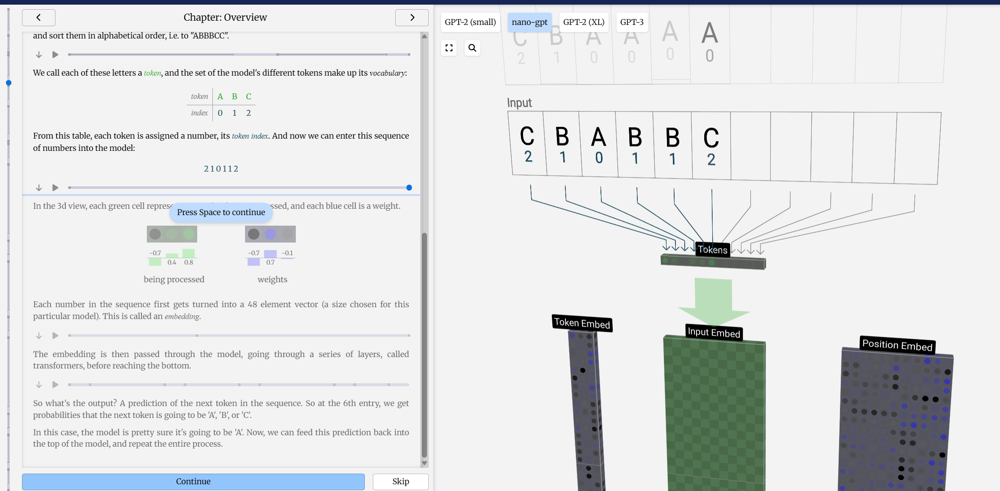 Chapter: Overview
and sort them in alphabetical order, i.e. to "ABBBCC".
We call each of these letters a token, and the set of the model's different tokens make up its vocabulary:
token A B C
index 0 1 2
From this table, each token is assigned a number, its token index. And now we can enter this sequence
of numbers into the model:
2 1 0 1 1 2
In the 3d view, each green cell represe ssed, and each blue cell is a weight.
Press Space to continue
-0.7 0.4 0.8
-0.7 0.7 -0.1
being processed
weights
Each number in the sequence first gets turned into a 48 element vector (a size chosen for this
particular model). This is called an embedding.
The embedding is then passed through the model, going through a series of layers, called
transformers, before reaching the bottom.
So what's the output? A prediction of the next token in the sequence. So at the 6th entry, we get
probabilities that the next token is going to be 'A', 'B', or 'C'.
In this case, the model is pretty sure it's going to be 'A'. Now, we can feed this prediction back into
the top of the model, and repeat the entire process.
Continue
Skip
GPT-2 (small)
nano-gpt
GPT-2 (XL)
GPT-3
C B A A A A
2 1 0 0 0 0
Input
C B A B B C
2 1 0 1 1 2
Tokens
Token Embed
Input Embed
Position Embed